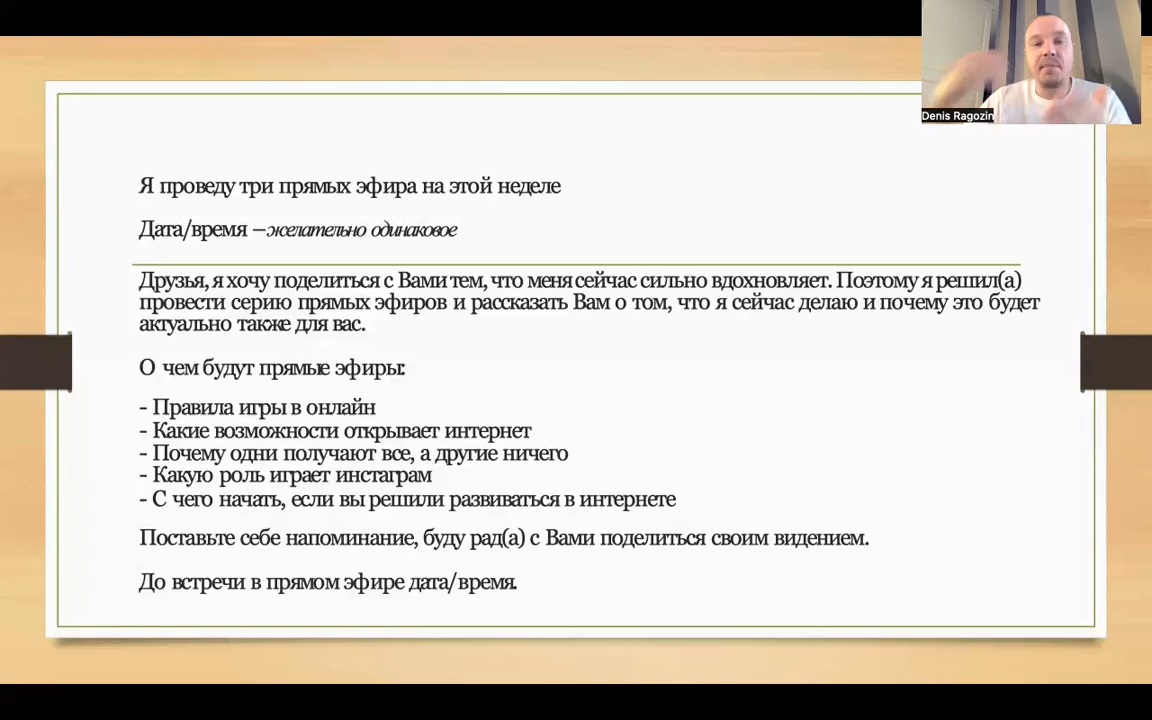 Denis Ragozin
Я проведу три прямых эфира на этой неделе
Дата/время –желательно одинаковое
Друзья, я хочу поделиться с Вами тем, что меня сейчас сильно вдохновляет. Поэтому я решил(а)
провести серию прямых эфиров и рассказать Вам о том, что я сейчас делаю и почему это будет
актуально также для вас.
О чем будут прямые эфиры:
- Правила игры в онлайн
- Какие возможности открывает интернет
- Почему одни получают все, а другие ничего
- Какую роль играет инстаграм
- С чего начать, если вы решили развиваться в интернете
Поставьте себе напоминание, буду рад(а) с Вами поделиться своим видением.
До встречи в прямом эфире дата/время.